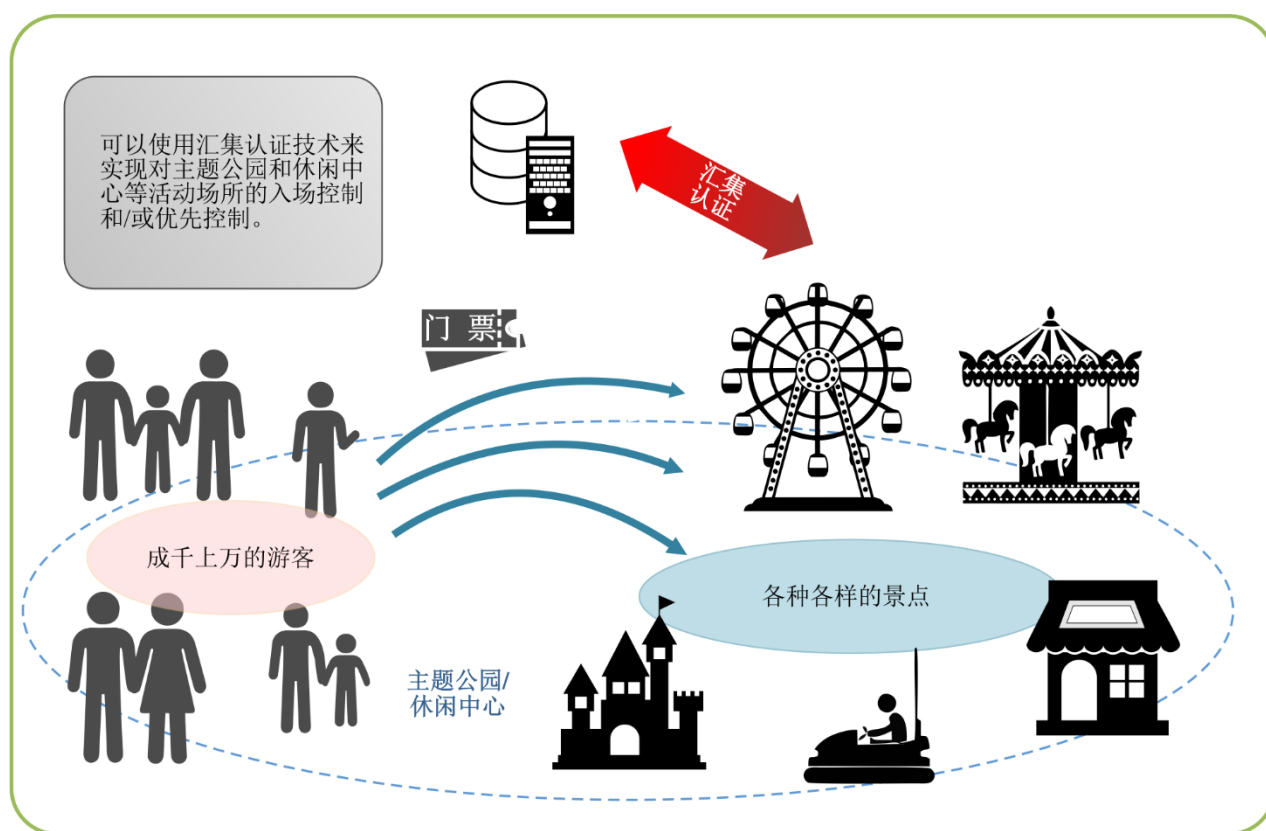 可以使用汇集认证技术来
实现对主题公园和休闲中
心等活动场所的入场控制
和/或优先控制。
汇集
认证
门 票
成千上万的游客
各种各样的景点
主题公园/
休闲中心